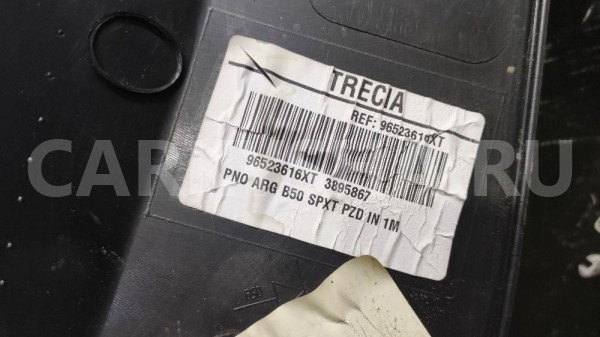 TRECIA
REF: 96523616XT
96523616XT 3895867
PNO ARG B50 SPXT PZD IN 1M